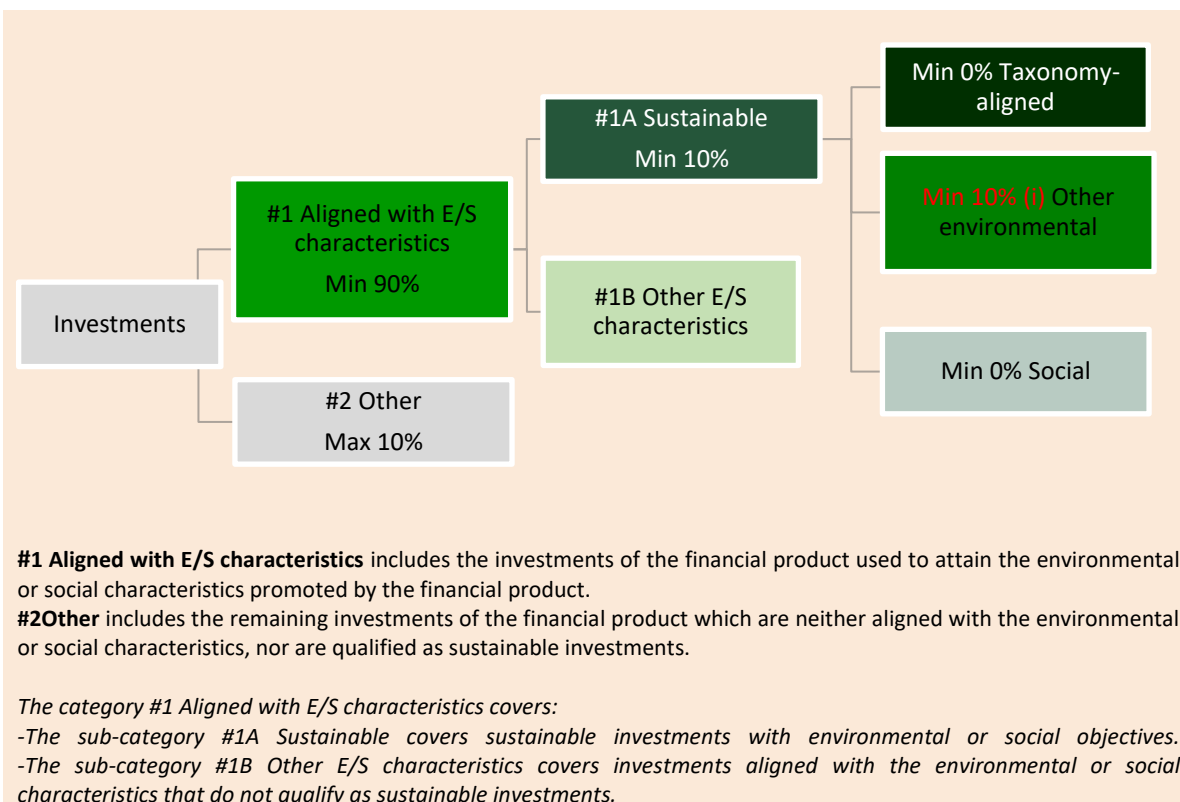 Investments
#1 Aligned with E/S
characteristics
Min 90%
#2 Other
Max 10%
#1A Sustainable
Min 10%
#1B Other E/S
characteristics
Min 0% Taxonomy-
aligned
Min 10% (i) Other
environmental
Min 0% Social
#1 Aligned with E/S characteristics includes the investments of the financial product used to attain the environmental
or social characteristics promoted by the financial product.
#2Other includes the remaining investments of the financial product which are neither aligned with the environmental
or social characteristics, nor are qualified as sustainable investments.
The category #1 Aligned with E/S characteristics covers:
-The sub-category #1A Sustainable covers sustainable investments with environmental or social objectives.
-The sub-category #1B Other E/S characteristics covers investments aligned with the environmental or social
characteristics that do not qualify as sustainable investments.